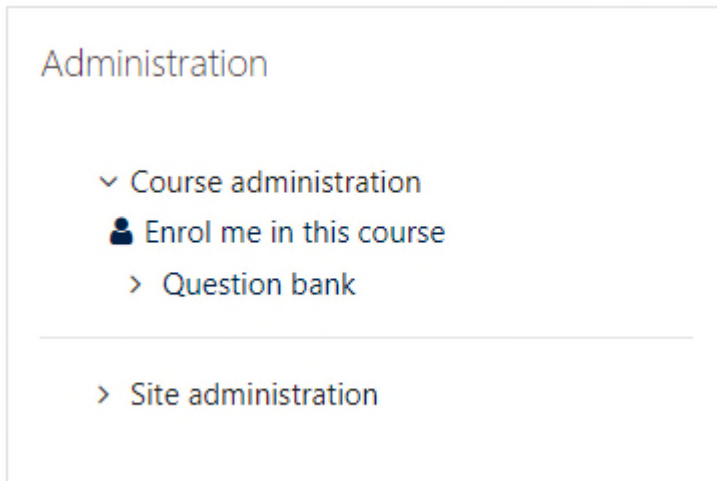 Administration
Course administration
Enrol me in this course
Question bank
Site administration